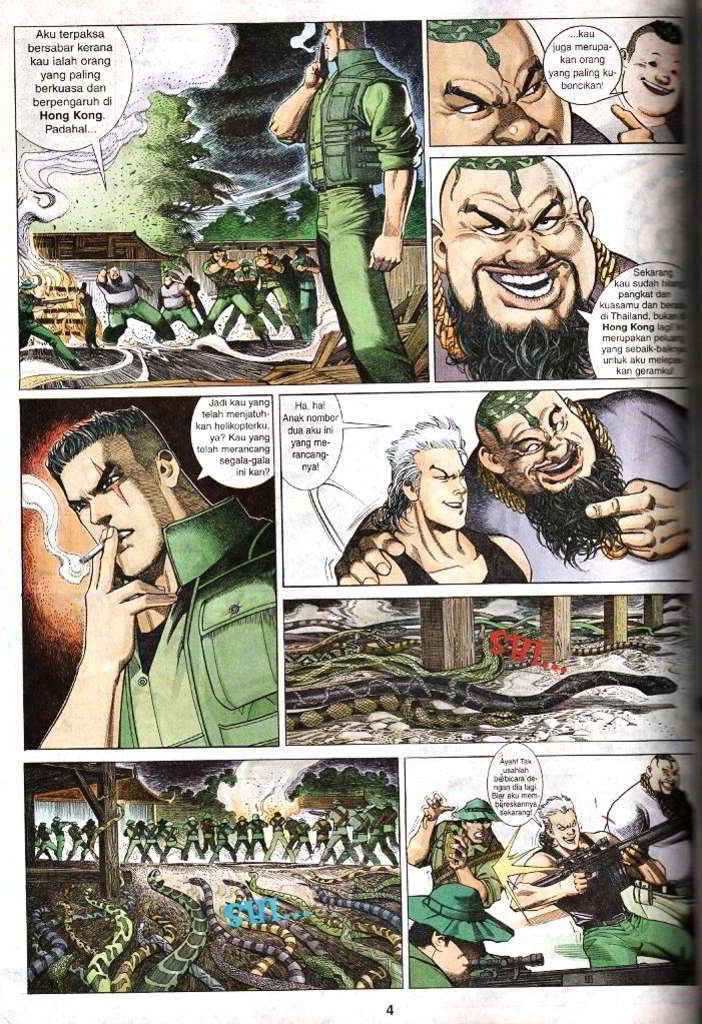 Aku terpaksa
bersabar kerana
kau ialah orang
yang paling
berkuasa dan
berpengaruh di
Hong Kong.
Padahal...
...kau
juga merupa-
kan orang
yang paling ku-
bencikan!
Sekarang
kau sudah hilang
pangkat dan
kuasamu dan berada
di Thailand, bukan di
Hong Kong lagi. Ini
merupakan peluang
yang sebaik-baiknya
untuk aku melepas-
kan geramku!
Jadi kau yang
telah menjatuh-
kan helikopterku,
ya? Kau yang
telah merancang
segala-gala
ini kan?
Ha, ha!
Anak nombor
dua aku ini
yang me-
rancang-
nya!
SUI...
SUI...
Ayah! Tak
usahlah
berbicara de-
ngan dia lagi.
Biar aku mem-
bereskannya
sekarang!
4